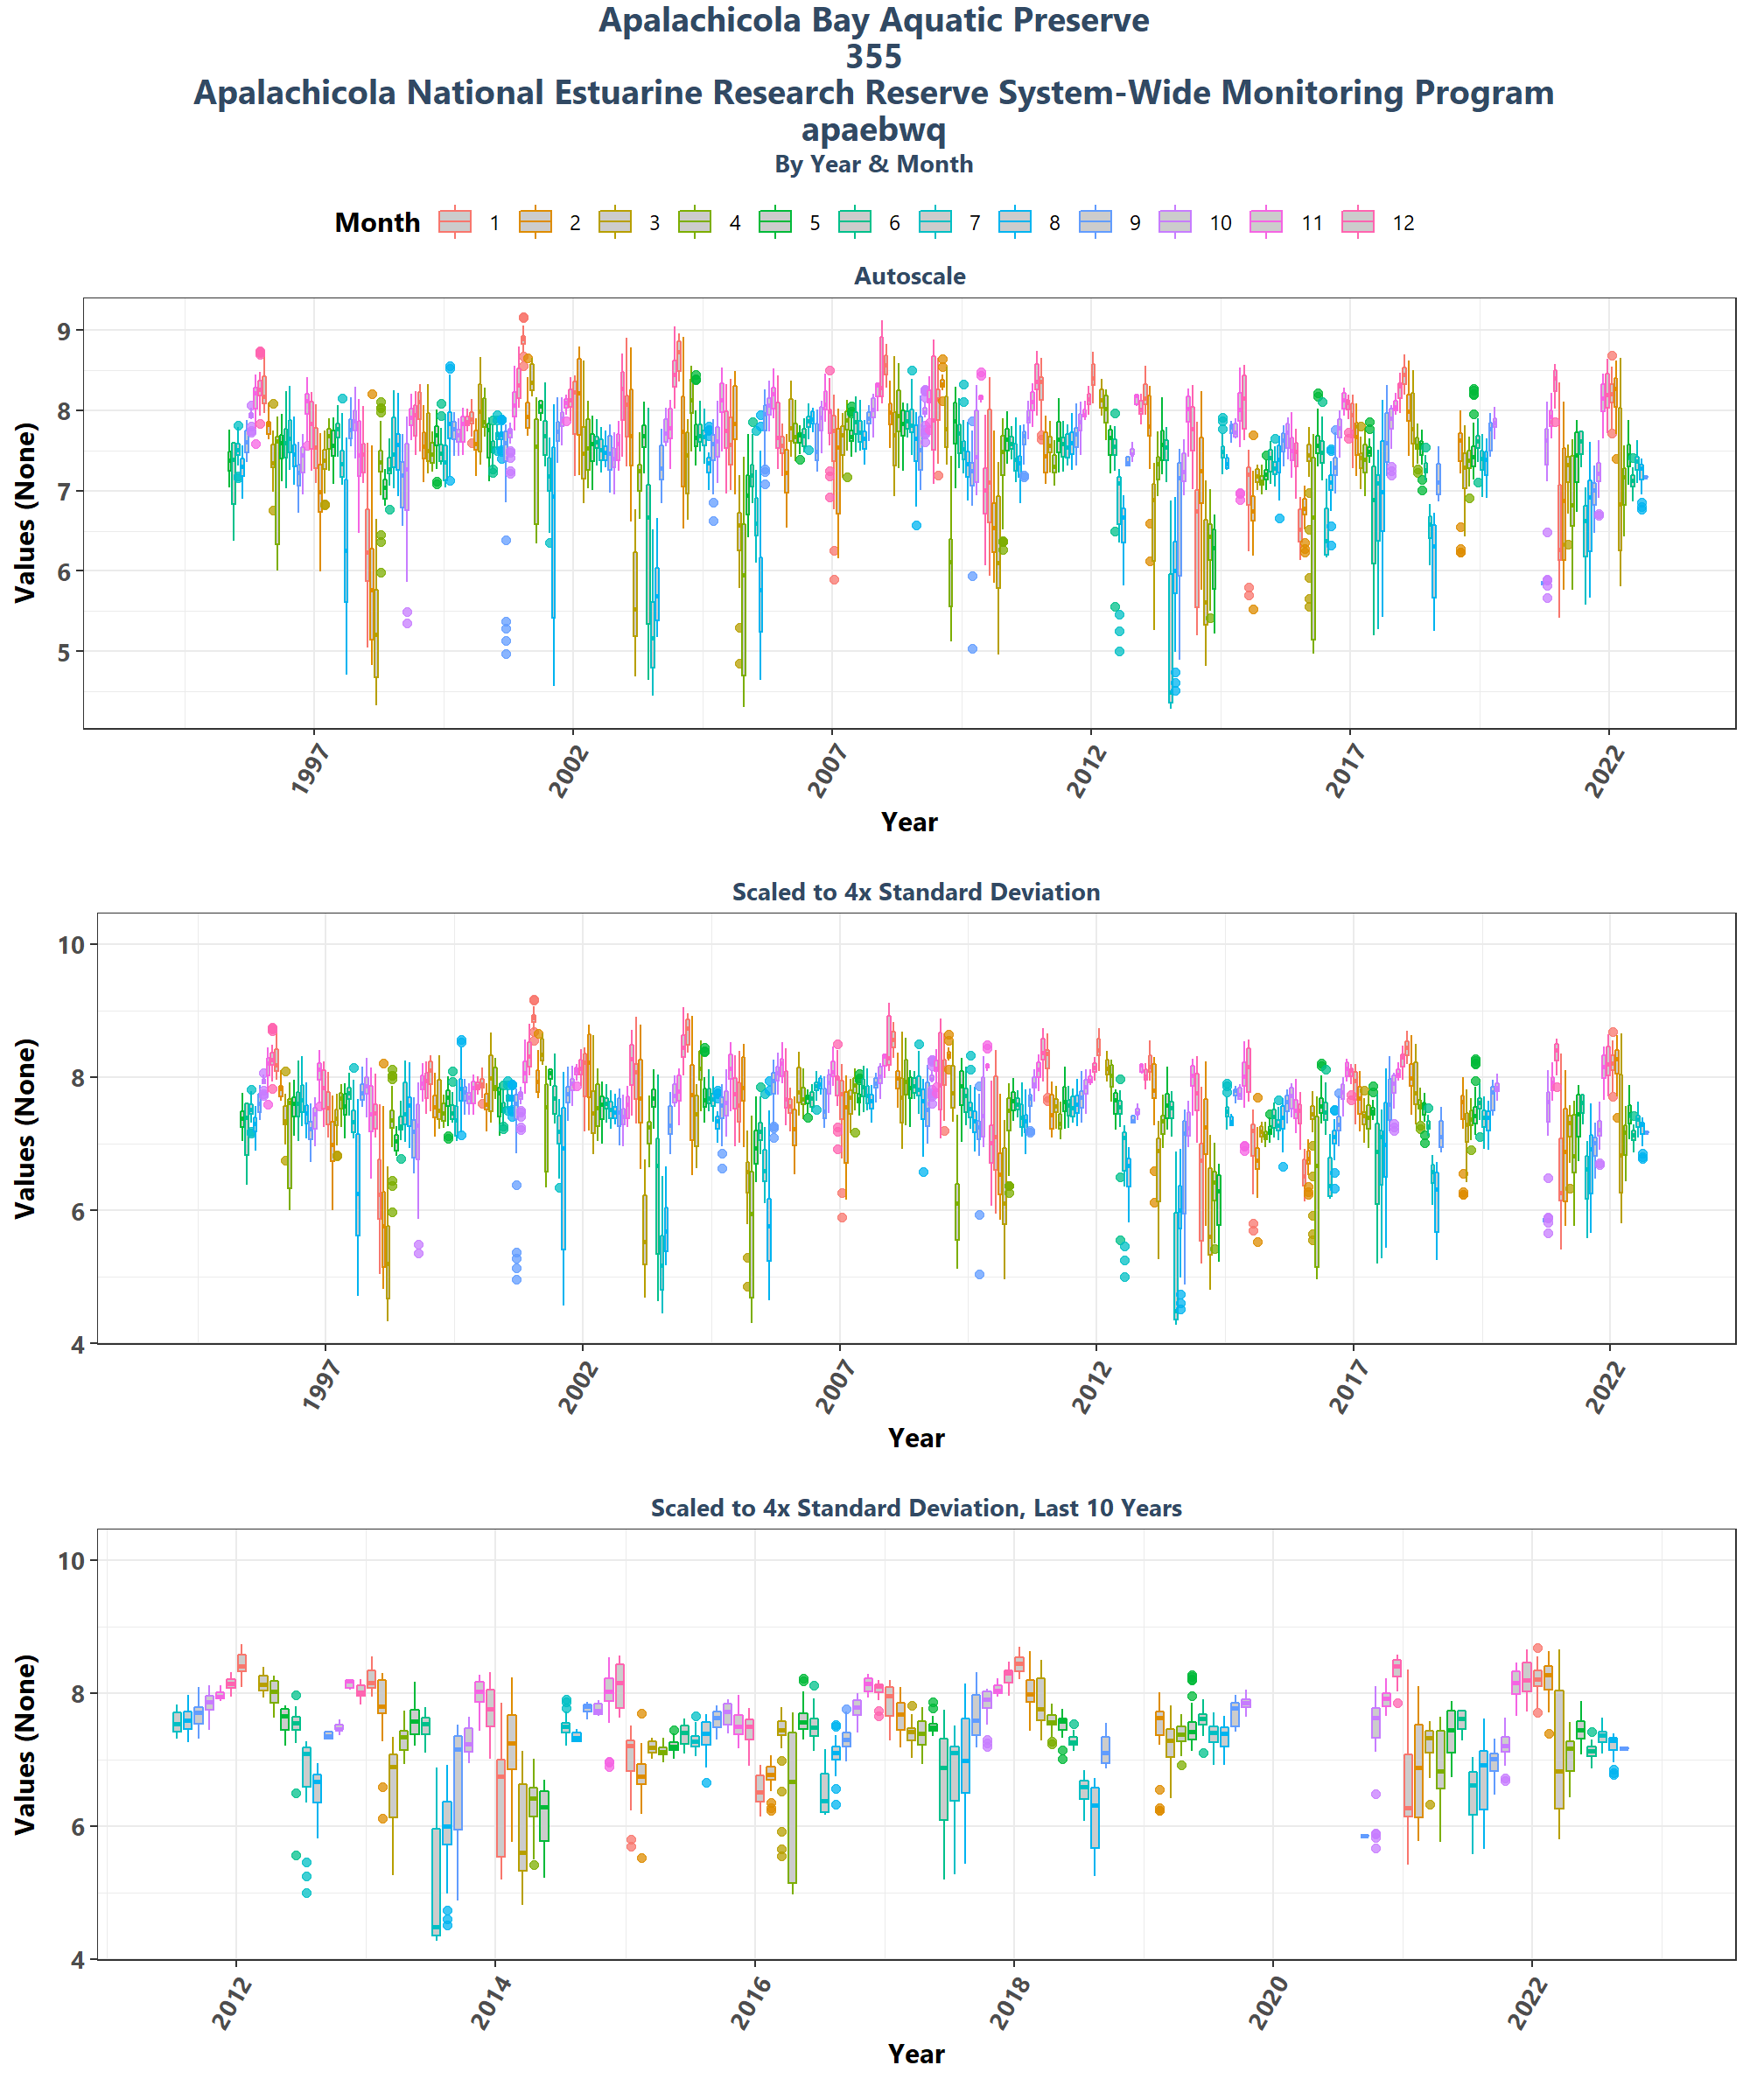 Apalachicola Bay Aquatic Preserve
355
Apalachicola National Estuarine Research Reserve System-Wide Monitoring Program
apaebwq
By Year & Month
Month 1 2 3 4 5 6 7 8 9 10 11 12
Autoscale
Values (None)
9
8
7
6
5
1997 2002 2007 2012 2017 2022
Year
Scaled to 4x Standard Deviation
Values (None)
10
8
6
4
1997 2002 2007 2012 2017 2022
Year
Scaled to 4x Standard Deviation, Last 10 Years
Values (None)
10
8
6
4
2012 2014 2016 2018 2020 2022
Year